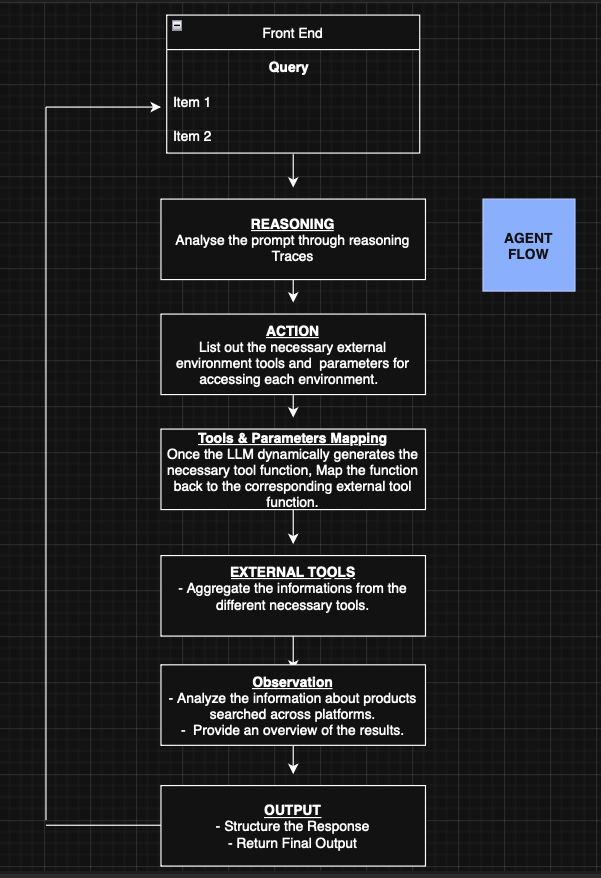 Front End
Query
Item 1
Item 2
REASONING
Analyse the prompt through reasoning
Traces
AGENT
FLOW
ACTION
List out the necessary external
environment tools and parameters for
accessing each environment.
Tools & Parameters Mapping
Once the LLM dynamically generates the
necessary tool function, Map the function
back to the corresponding external tool
function.
EXTERNAL TOOLS
- Aggregate the informations from the
different necessary tools.
Observation
- Analyze the information about products
searched across platforms.
- Provide an overview of the results.
OUTPUT
- Structure the Response
- Return Final Output